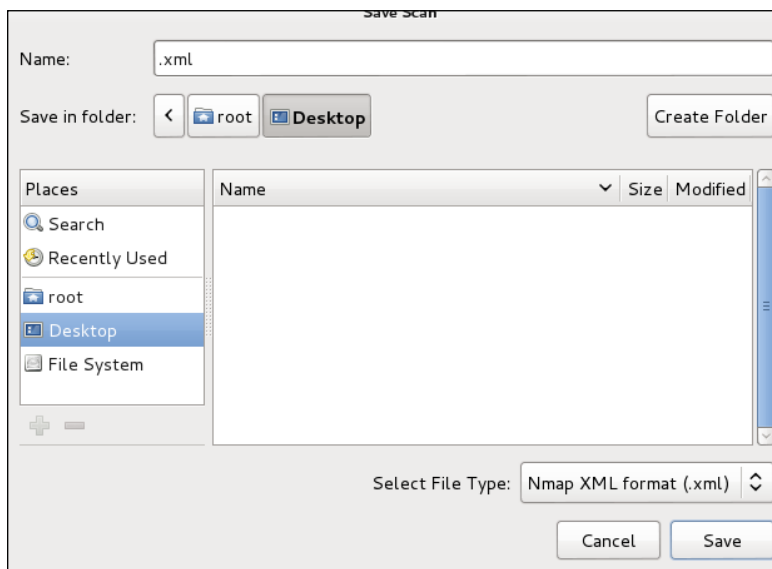 Save Scan
Name: .xml
Save in folder: < root Desktop Create Folder
Places
Name Size Modified
Search
Recently Used
root
Desktop
File System
Select File Type: Nmap XML format (.xml)
Cancel Save